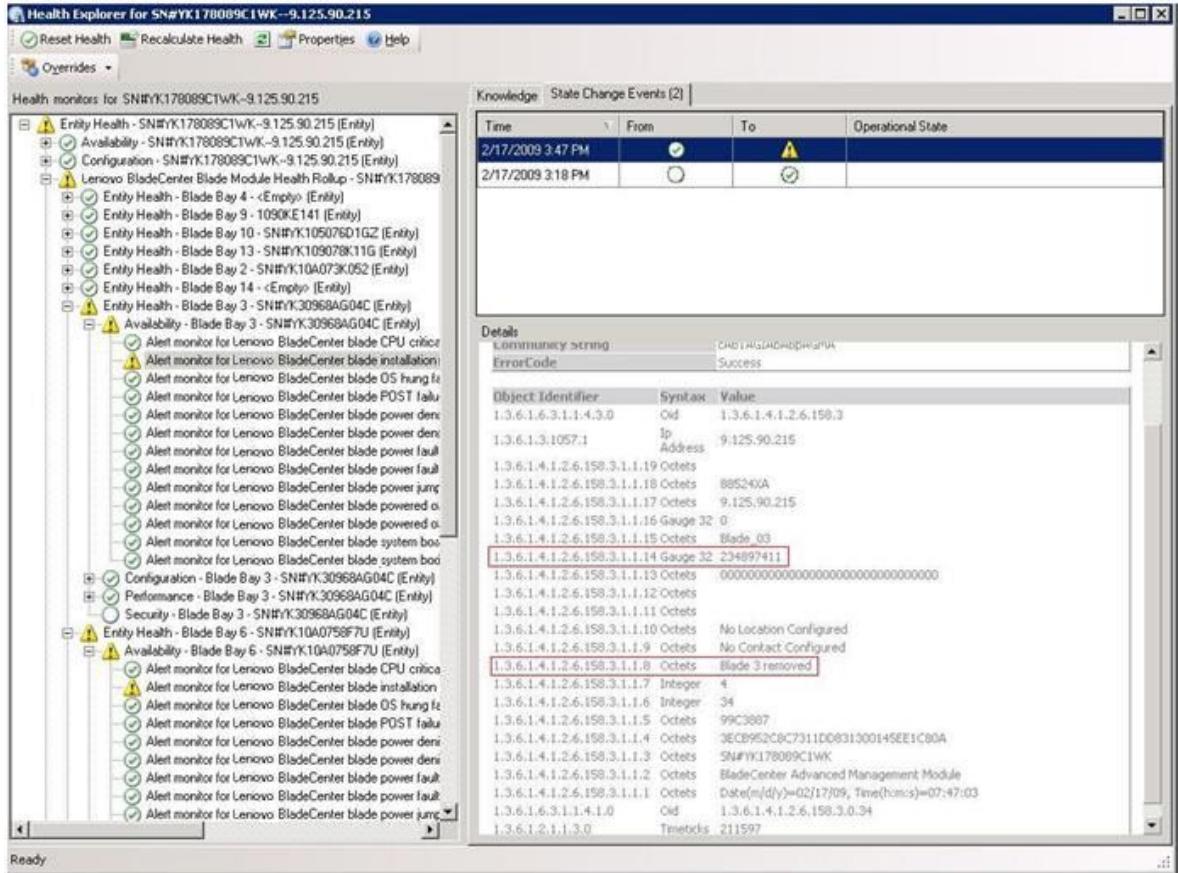 Health Explorer for SN#YK178089C1WK--9.125.90.215
Reset Health Recalculate Health Properties Help
Overrides
Health monitors for SN#YK178089C1WK--9.125.90.215
Entity Health - SN#YK178089C1WK--9.125.90.215 (Entity)
Availability - SN#YK178089C1WK--9.125.90.215 (Entity)
Configuration - SN#YK178089C1WK--9.125.90.215 (Entity)
Lenovo BladeCenter Blade Module Health Rollup - SN#YK178089
Entity Health - Blade Bay 4 - <Empty> (Entity)
Entity Health - Blade Bay 9 - 1090KE141 (Entity)
Entity Health - Blade Bay 10 - SN#YK105076D1GZ (Entity)
Entity Health - Blade Bay 13 - SN#YK109078K11G (Entity)
Entity Health - Blade Bay 2 - SN#YK10A073K052 (Entity)
Entity Health - Blade Bay 14 - <Empty> (Entity)
Entity Health - Blade Bay 3 - SN#YK30968AG04C (Entity)
Availability - Blade Bay 3 - SN#YK30968AG04C (Entity)
Alert monitor for Lenovo BladeCenter blade CPU critica
Alert monitor for Lenovo BladeCenter blade installation
Alert monitor for Lenovo BladeCenter blade OS hung fa
Alert monitor for Lenovo BladeCenter blade POST failu
Alert monitor for Lenovo BladeCenter blade power deni
Alert monitor for Lenovo BladeCenter blade power deni
Alert monitor for Lenovo BladeCenter blade power fault
Alert monitor for Lenovo BladeCenter blade power fault
Alert monitor for Lenovo BladeCenter blade power jump
Alert monitor for Lenovo BladeCenter blade powered o
Alert monitor for Lenovo BladeCenter blade powered o
Alert monitor for Lenovo BladeCenter blade system boa
Alert monitor for Lenovo BladeCenter blade system boo
Configuration - Blade Bay 3 - SN#YK30968AG04C (Entity)
Performance - Blade Bay 3 - SN#YK30968AG04C (Entity)
Security - Blade Bay 3 - SN#YK30968AG04C (Entity)
Entity Health - Blade Bay 6 - SN#YK10A0758F7U (Entity)
Availability - Blade Bay 6 - SN#YK10A0758F7U (Entity)
Alert monitor for Lenovo BladeCenter blade CPU critica
Alert monitor for Lenovo BladeCenter blade installation
Alert monitor for Lenovo BladeCenter blade OS hung fa
Alert monitor for Lenovo BladeCenter blade POST failu
Alert monitor for Lenovo BladeCenter blade power deni
Alert monitor for Lenovo BladeCenter blade power deni
Alert monitor for Lenovo BladeCenter blade power fault
Alert monitor for Lenovo BladeCenter blade power fault
Alert monitor for Lenovo BladeCenter blade power jump
Knowledge State Change Events (2)
Time From To Operational State
2/17/2009 3:47 PM
2/17/2009 3:18 PM
Details
Community String
ErrorCode Success
Object Identifier Syntax Value
1.3.6.1.6.3.1.1.4.3.0 Oid 1.3.6.1.4.1.2.6.158.3
1.3.6.1.3.1057.1 Ip Address 9.125.90.215
1.3.6.1.4.1.2.6.158.3.1.1.19 Octets
1.3.6.1.4.1.2.6.158.3.1.1.18 Octets 88524XA
1.3.6.1.4.1.2.6.158.3.1.1.17 Octets 9.125.90.215
1.3.6.1.4.1.2.6.158.3.1.1.16 Gauge 32 0
1.3.6.1.4.1.2.6.158.3.1.1.15 Octets Blade_03
1.3.6.1.4.1.2.6.158.3.1.1.14 Gauge 32 234897411
1.3.6.1.4.1.2.6.158.3.1.1.13 Octets 00000000000000000000000000000000
1.3.6.1.4.1.2.6.158.3.1.1.12 Octets
1.3.6.1.4.1.2.6.158.3.1.1.11 Octets
1.3.6.1.4.1.2.6.158.3.1.1.10 Octets No Location Configured
1.3.6.1.4.1.2.6.158.3.1.1.9 Octets No Contact Configured
1.3.6.1.4.1.2.6.158.3.1.1.8 Octets Blade 3 removed
1.3.6.1.4.1.2.6.158.3.1.1.7 Integer 4
1.3.6.1.4.1.2.6.158.3.1.1.6 Integer 34
1.3.6.1.4.1.2.6.158.3.1.1.5 Octets 99C3887
1.3.6.1.4.1.2.6.158.3.1.1.4 Octets 3ECB952C8C7311DD831300145EE1C80A
1.3.6.1.4.1.2.6.158.3.1.1.3 Octets SN#YK178089C1WK
1.3.6.1.4.1.2.6.158.3.1.1.2 Octets BladeCenter Advanced Management Module
1.3.6.1.4.1.2.6.158.3.1.1.1 Octets Date(m/d/y)=02/17/09, Time(h:m:s)=07:47:03
1.3.6.1.6.3.1.1.4.1.0 Oid 1.3.6.1.4.1.2.6.158.3.0.34
1.3.6.1.2.1.1.3.0 Timeticks 211597
Ready